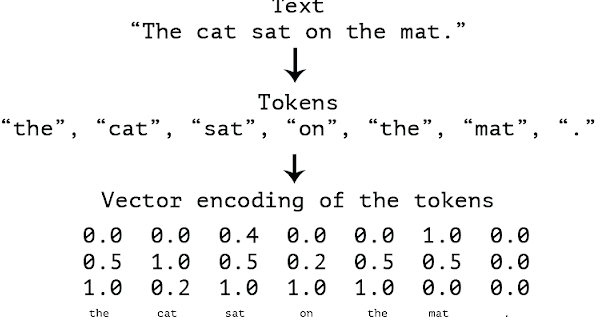 Text
“The cat sat on the mat.”
Tokens
“the”, “cat”, “sat”, “on”, “the”, “mat”, “.”
Vector encoding of the tokens
0.0 0.0 0.4 0.0 0.0 1.0 0.0
0.5 1.0 0.5 0.2 0.5 0.5 0.0
1.0 0.2 1.0 1.0 1.0 0.0 0.0
the cat sat on the mat .